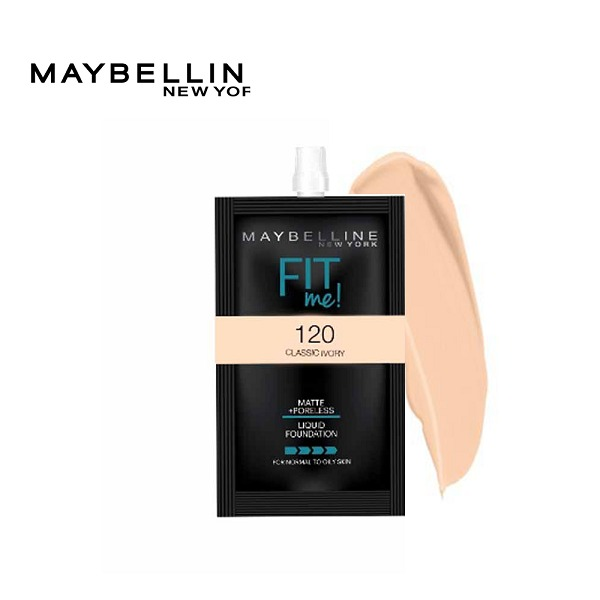 MAYBELLIN
NEW YOF
MAYBELLINE
NEW YORK
FIT
me!
120
CLASSIC IVORY
MATTE
+PORELESS
LIQUID
FOUNDATION
FOR NORMAL TO OILY SKIN